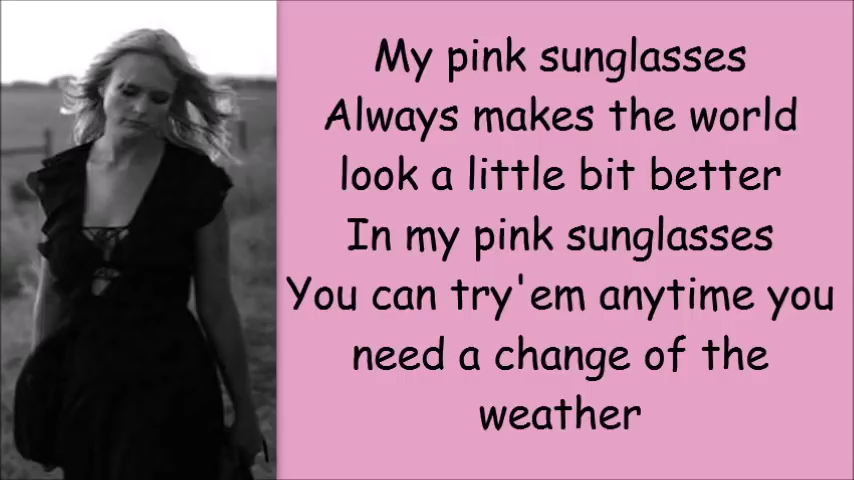 My pink sunglasses
Always makes the world
look a little bit better
In my pink sunglasses
You can try'em anytime you
need a change of the
weather